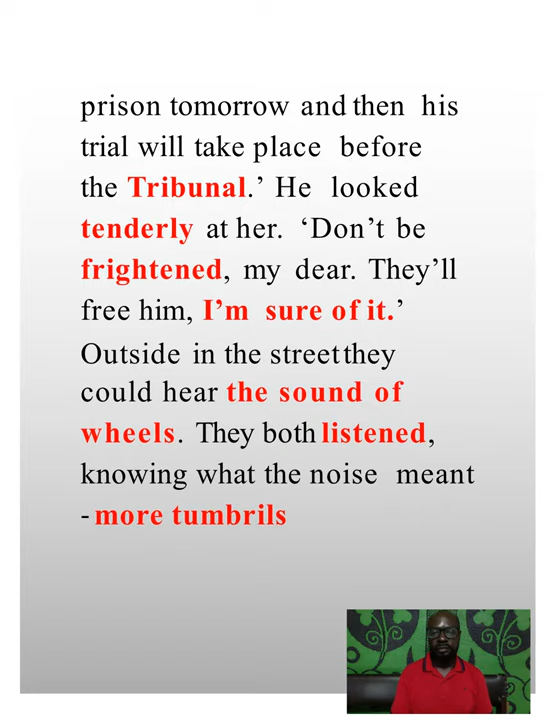 prison tomorrow and then his
trial will take place before
the Tribunal.’ He looked
tenderly at her. ‘Don’t be
frightened, my dear. They’ll
free him, I’m sure of it.’
Outside in the street they
could hear the sound of
wheels. They both listened,
knowing what the noise meant
- more tumbrils